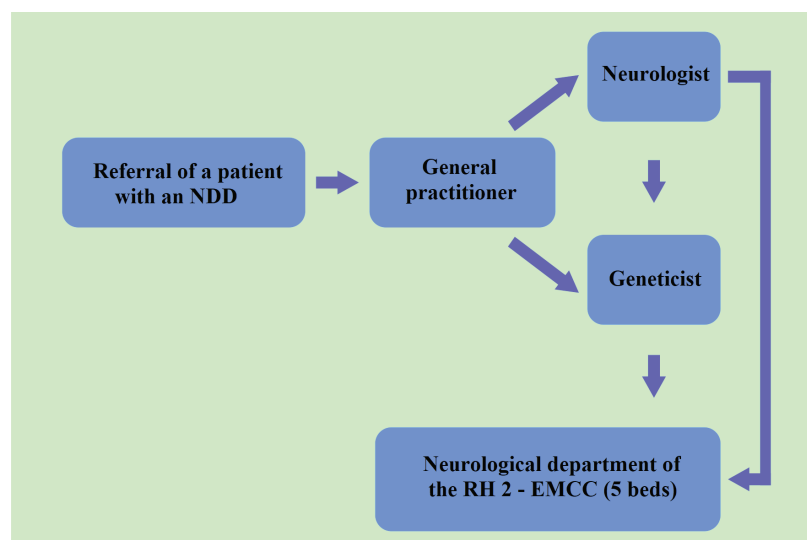 Referral of a patient
with an NDD
General
practitioner
Neurologist
Geneticist
Neurological department of
the RH 2 - EMCC (5 beds)